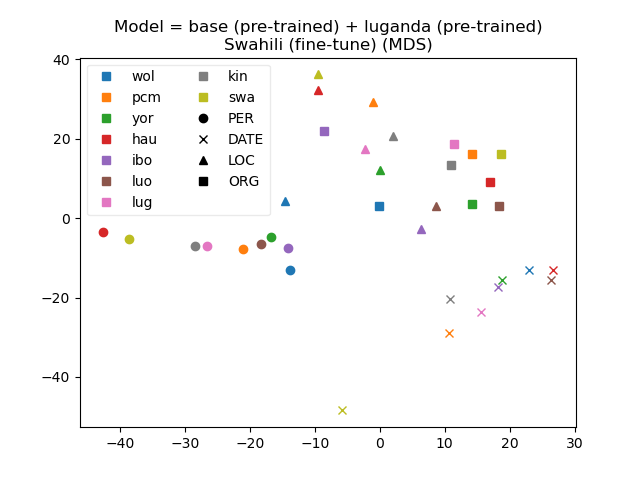 Model = base (pre-trained) + luganda (pre-trained)
Swahili (fine-tune) (MDS)
wol kin
pcm swa
yor PER
hau DATE
ibo LOC
luo ORG
lug
40
20
0
−20
−40
−40 −30 −20 −10 0 10 20 30